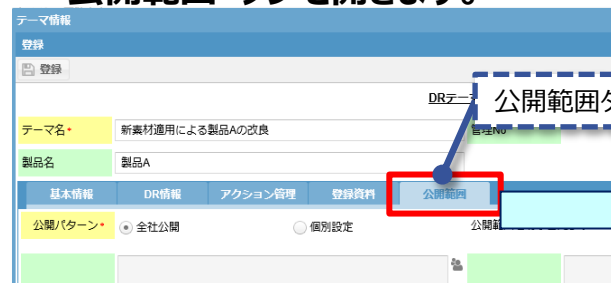 公開範囲タブを開きます。
テーマ情報
登録
登録
DRテー
公開範囲タ
テーマ名* 新素材適用による製品Aの改良 管理No
製品名 製品A
基本情報 DR情報 アクション管理 登録資料 公開範囲
公開パターン* 全社公開 個別設定 公開範